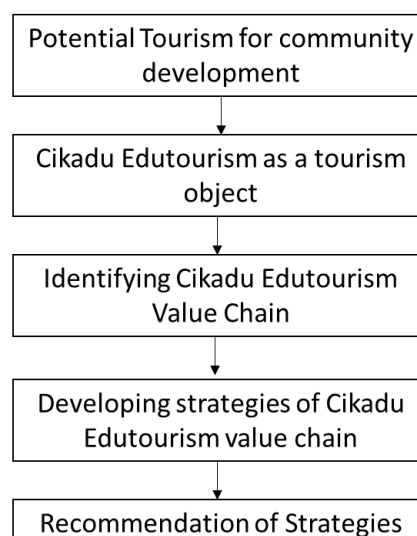 Potential Tourism for community
development
Cikadu Edutourism as a tourism
object
Identifying Cikadu Edutourism
Value Chain
Developing strategies of Cikadu
Edutourism value chain
Recommendation of Strategies